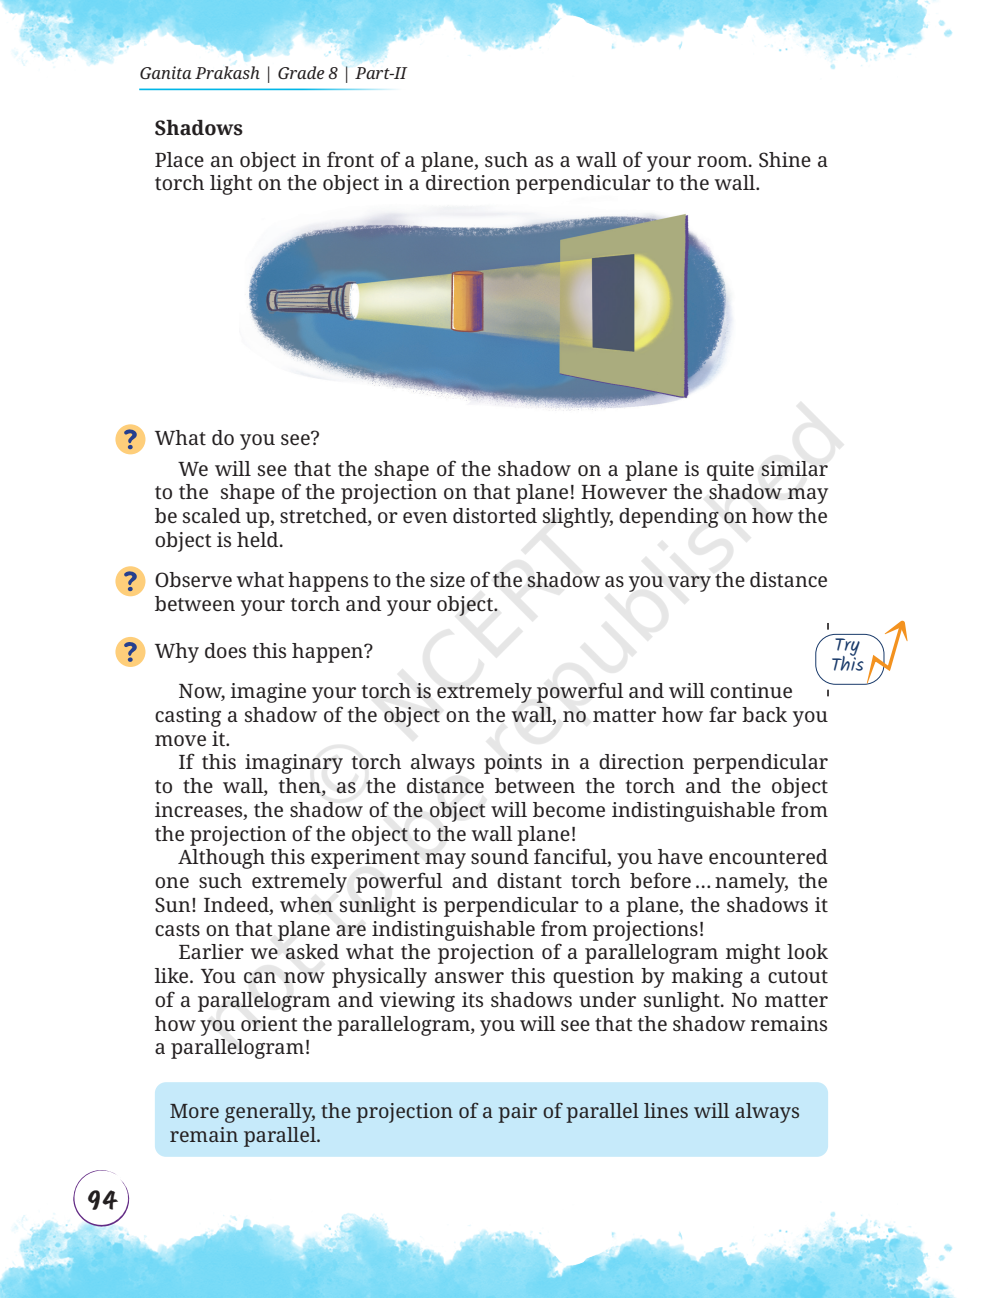 Ganita Prakash | Grade 8 | Part-II
Shadows
Place an object in front of a plane, such as a wall of your room. Shine a
torch light on the object in a direction perpendicular to the wall.
? What do you see?
We will see that the shape of the shadow on a plane is quite similar
to the shape of the projection on that plane! However the shadow may
be scaled up, stretched, or even distorted slightly, depending on how the
object is held.
? Observe what happens to the size of the shadow as you vary the distance
between your torch and your object.
? Why does this happen?
Try
This
Now, imagine your torch is extremely powerful and will continue
casting a shadow of the object on the wall, no matter how far back you
move it.
If this imaginary torch always points in a direction perpendicular
to the wall, then, as the distance between the torch and the object
increases, the shadow of the object will become indistinguishable from
the projection of the object to the wall plane!
Although this experiment may sound fanciful, you have encountered
one such extremely powerful and distant torch before... namely, the
Sun! Indeed, when sunlight is perpendicular to a plane, the shadows it
casts on that plane are indistinguishable from projections!
Earlier we asked what the projection of a parallelogram might look
like. You can now physically answer this question by making a cutout
of a parallelogram and viewing its shadows under sunlight. No matter
how you orient the parallelogram, you will see that the shadow remains
a parallelogram!
More generally, the projection of a pair of parallel lines will always
remain parallel.
94
© NCERT
not to be republished